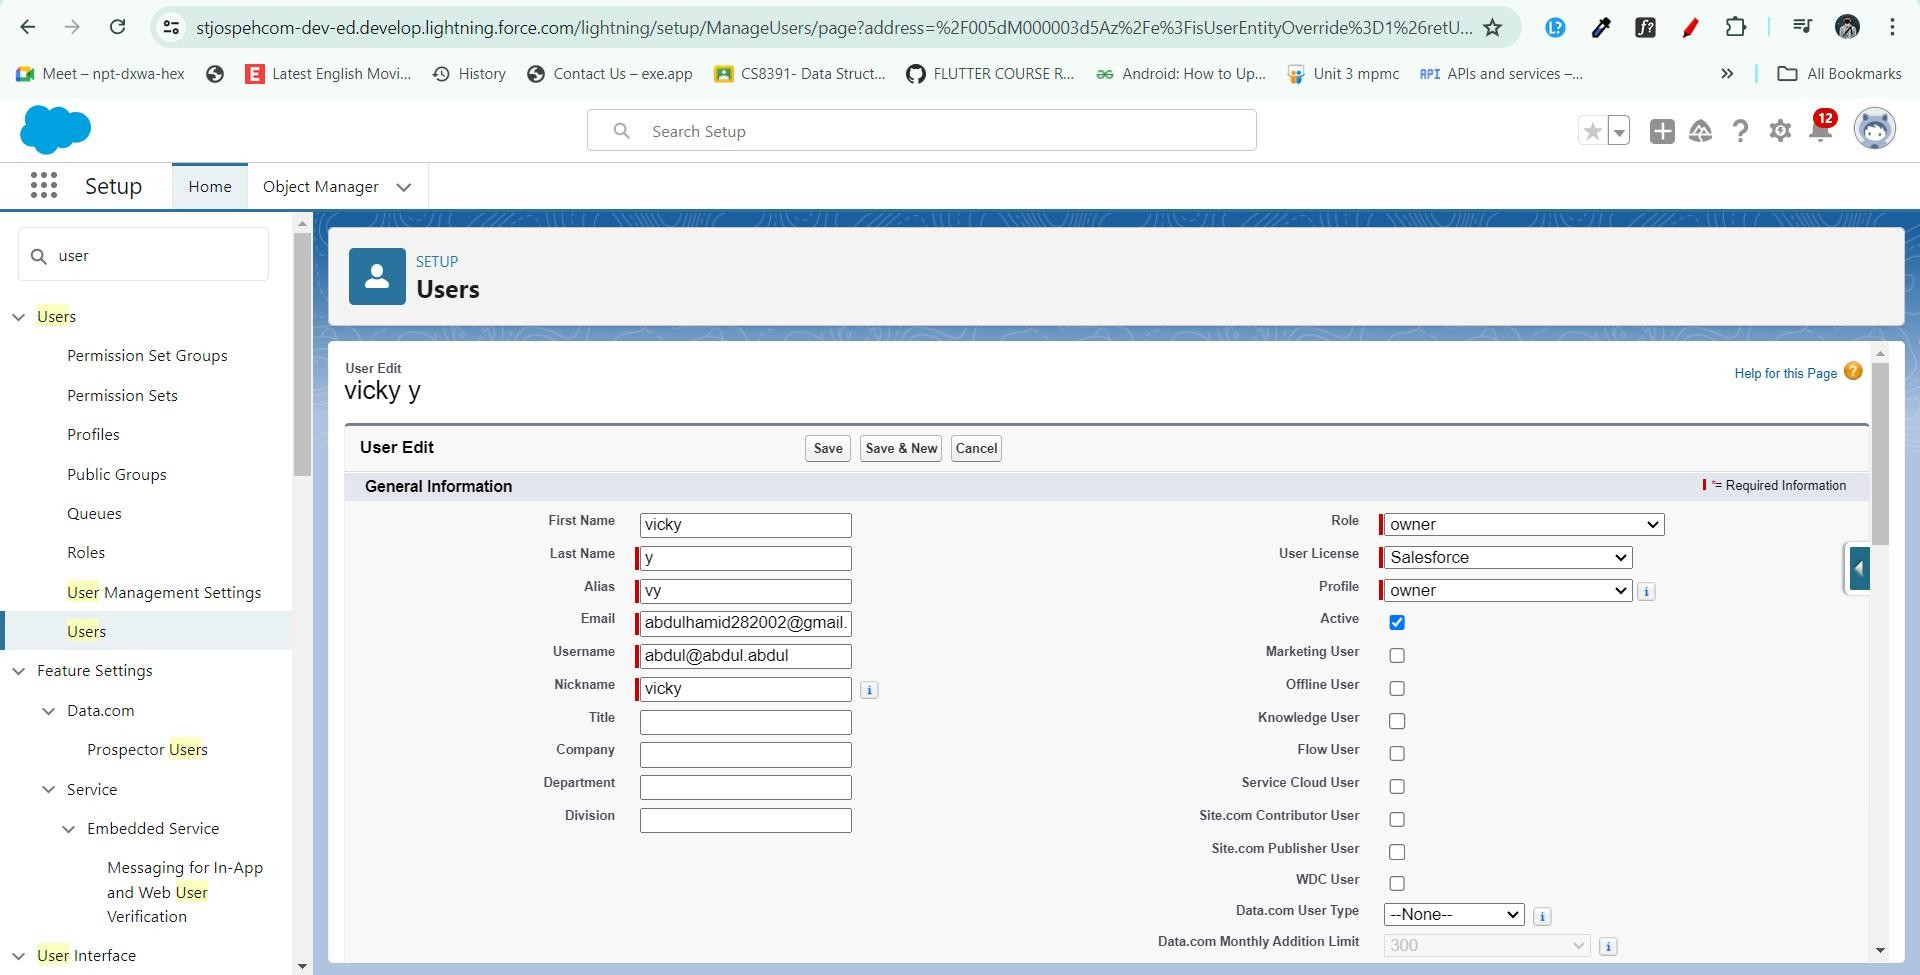 stjospehcom-dev-ed.develop.lightning.force.com/lightning/setup/ManageUsers/page?address=%2F005dM000003d5Az%2Fe%3FisUserEntityOverride%3D1%26retU...
Meet – npt-dxwa-hex
Latest English Movi...
History
Contact Us – exe.app
CS8391- Data Struct...
FLUTTER COURSE R...
Android: How to Up...
Unit 3 mpmc
API APIs and services –...
»
All Bookmarks
Search Setup
12
Setup
Home
Object Manager
user
Users
Permission Set Groups
Permission Sets
Profiles
Public Groups
Queues
Roles
User Management Settings
Users
Feature Settings
Data.com
Prospector Users
Service
Embedded Service
Messaging for In-App
and Web User
Verification
User Interface
SETUP
Users
User Edit
vicky y
Help for this Page ?
User Edit
Save
Save & New
Cancel
General Information
*= Required Information
First Name vicky
Last Name y
Alias vy
Email abdulhamid282002@gmail.
Username abdul@abdul.abdul
Nickname vicky i
Title
Company
Department
Division
Role owner
User License Salesforce
Profile owner i
Active
Marketing User
Offline User
Knowledge User
Flow User
Service Cloud User
Site.com Contributor User
Site.com Publisher User
WDC User
Data.com User Type --None-- i
Data.com Monthly Addition Limit 300 i